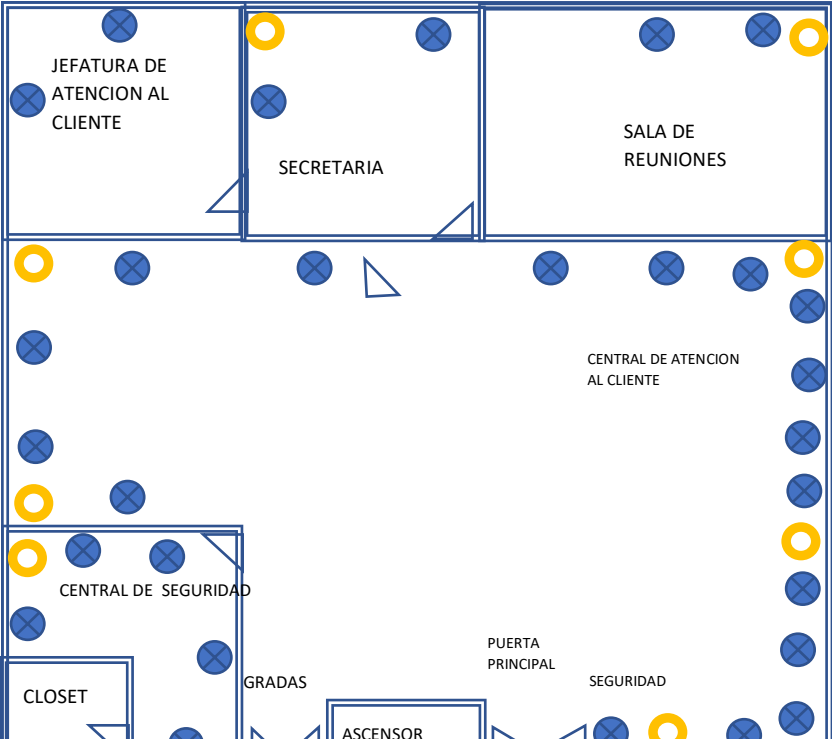 JEFATURA DE
ATENCION AL
CLIENTE
SECRETARIA
SALA DE
REUNIONES
CENTRAL DE ATENCION
AL CLIENTE
CENTRAL DE SEGURIDAD
PUERTA
PRINCIPAL
SEGURIDAD
GRADAS
CLOSET
ASCENSOR